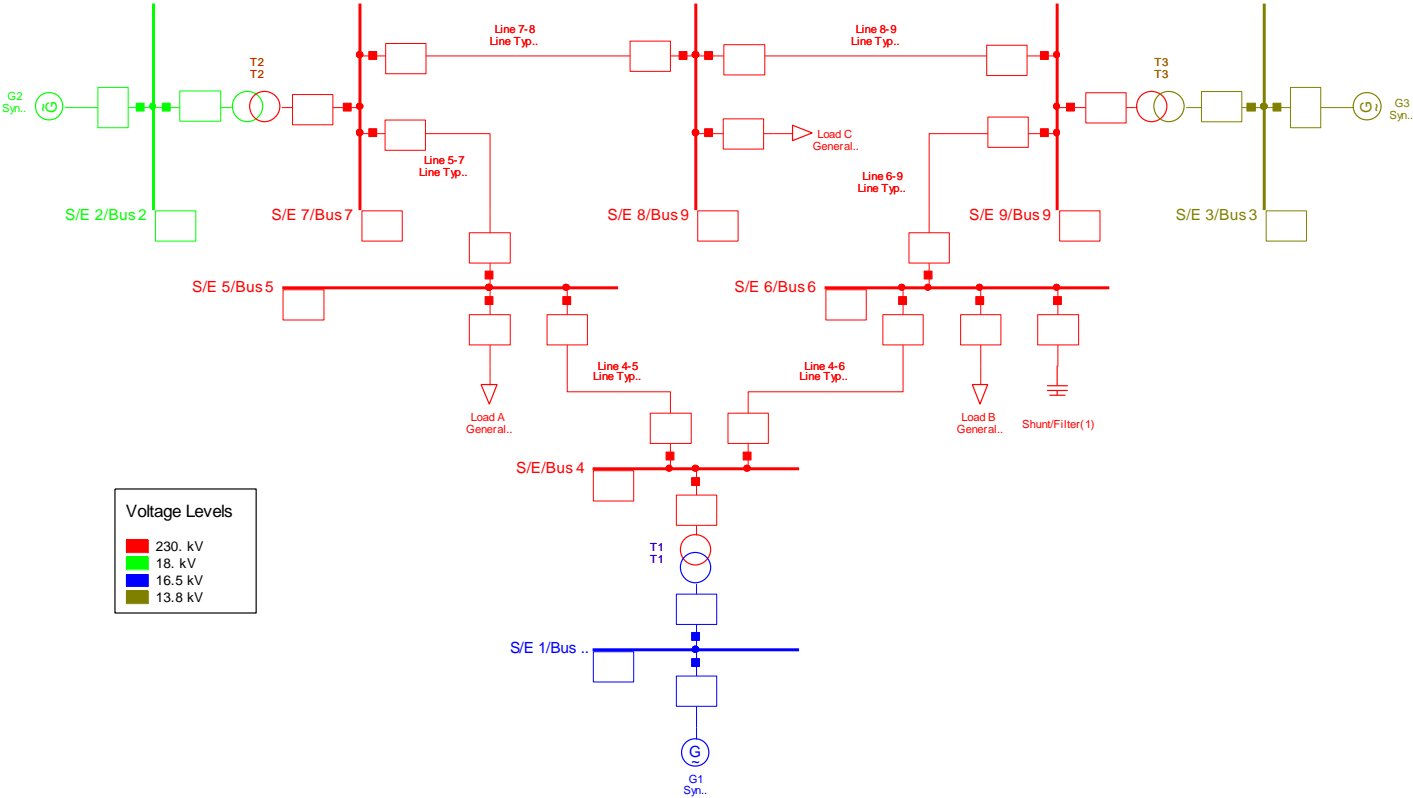 Line 7-8
Line Typ..
Line 8-9
Line Typ..
T2
T2
T3
T3
G2
Syn..
G
~
G
~
G3
Syn..
Load C
General..
Line 5-7
Line Typ..
Line 6-9
Line Typ..
S/E 2/Bus 2
S/E 7/Bus 7
S/E 8/Bus 9
S/E 9/Bus 9
S/E 3/Bus 3
S/E 5/Bus 5
S/E 6/Bus 6
Line 4-5
Line Typ..
Line 4-6
Line Typ..
Load A
General..
Load B
General..
Shunt/Filter(1)
S/E/Bus 4
Voltage Levels
230. kV
18. kV
16.5 kV
13.8 kV
T1
T1
S/E 1/Bus ..
G
~
G1
Syn..